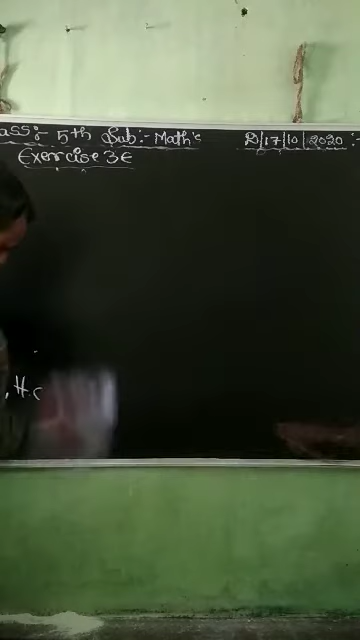 ass:- 5th Sub:- Math's D/17/10/2020:-
Exercise 3E
, H.c